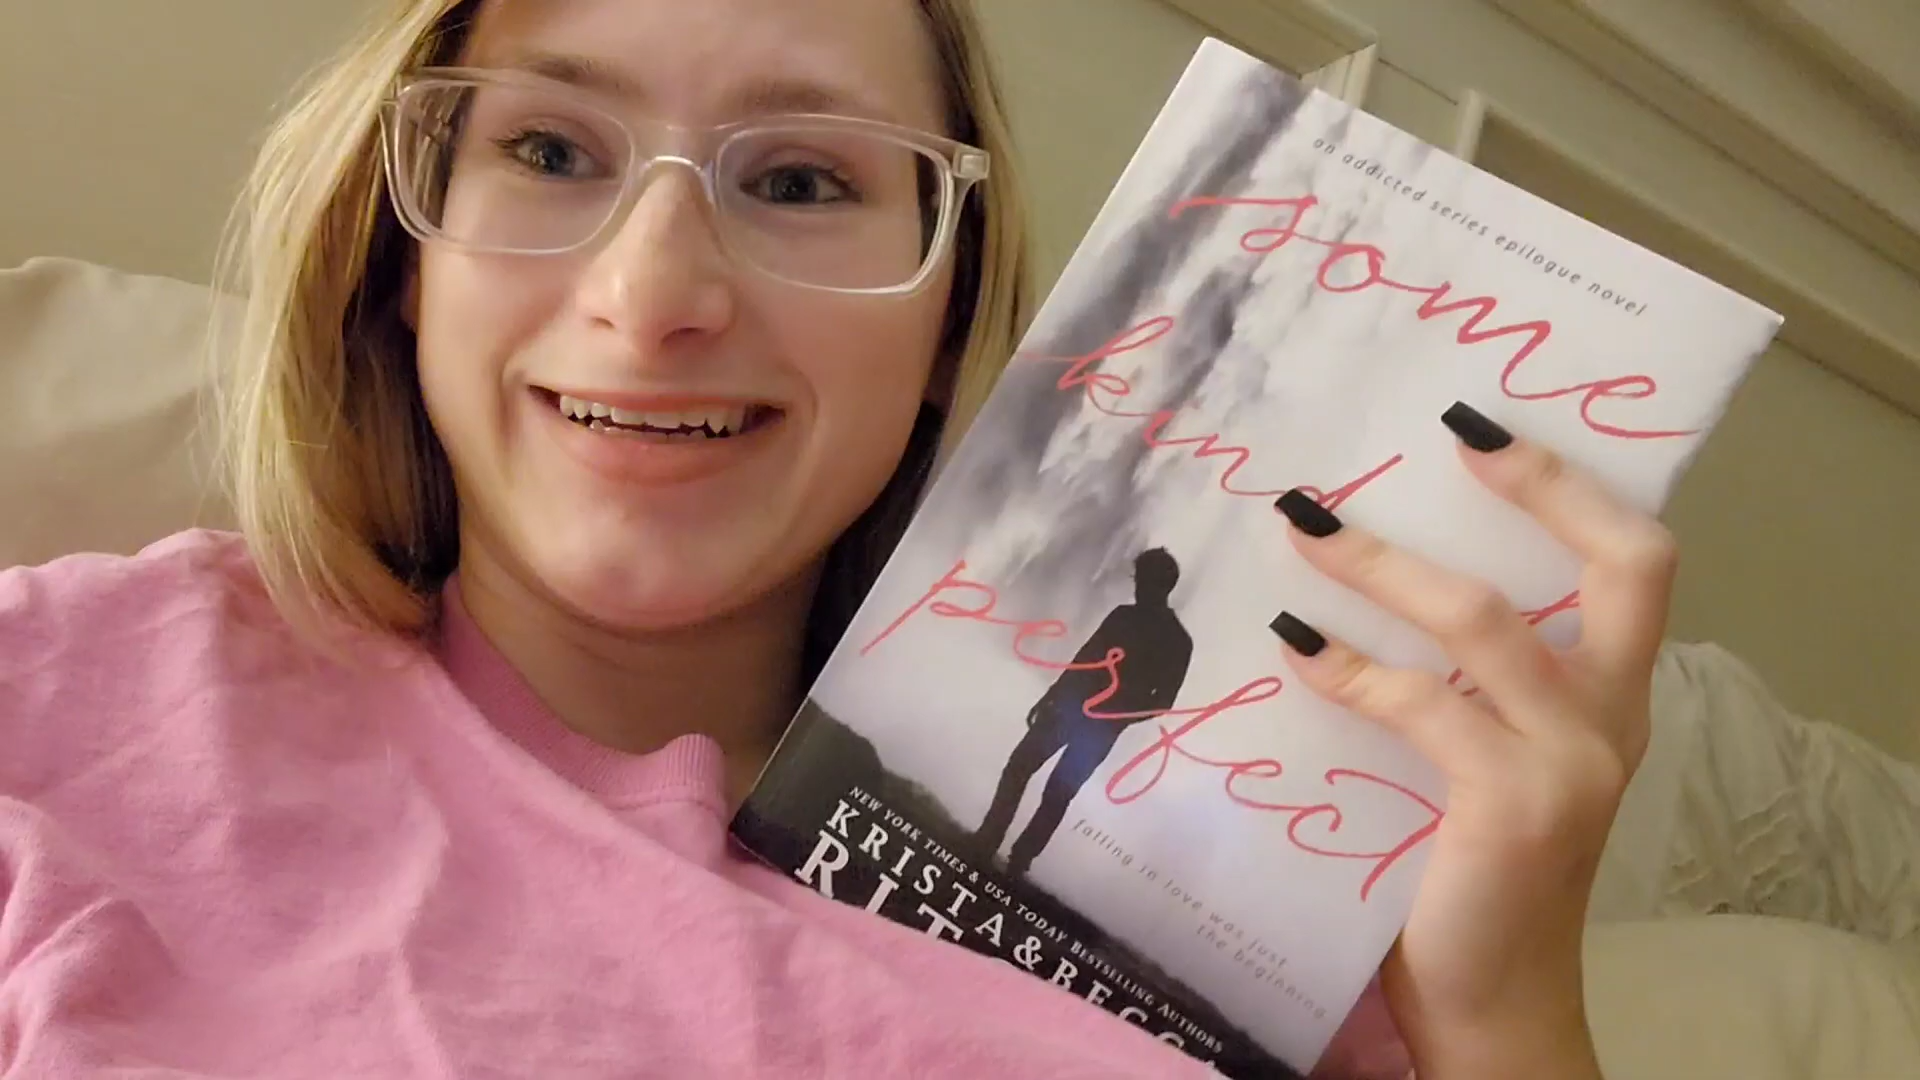 an addicted series epilogue novel
some
kind
perfect
falling in love was just
the beginning
NEW YORK TIMES & USA TODAY BESTSELLING AUTHORS
KRISTA & BECCA